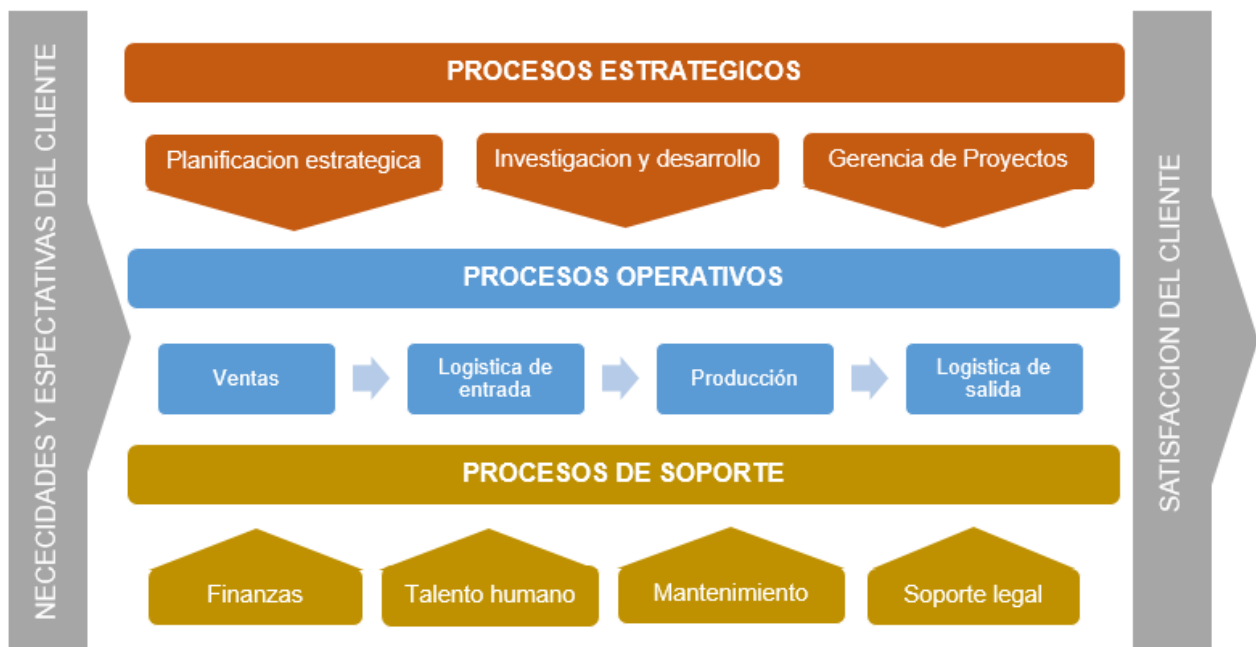 NECECIDADES Y ESPECTATIVAS DEL CLIENTE
PROCESOS ESTRATEGICOS
Planificacion estrategica
Investigacion y desarrollo
Gerencia de Proyectos
PROCESOS OPERATIVOS
Ventas
Logistica de
entrada
Producción
Logistica de
salida
PROCESOS DE SOPORTE
Finanzas
Talento humano
Mantenimiento
Soporte legal
SATISFACCION DEL CLIENTE